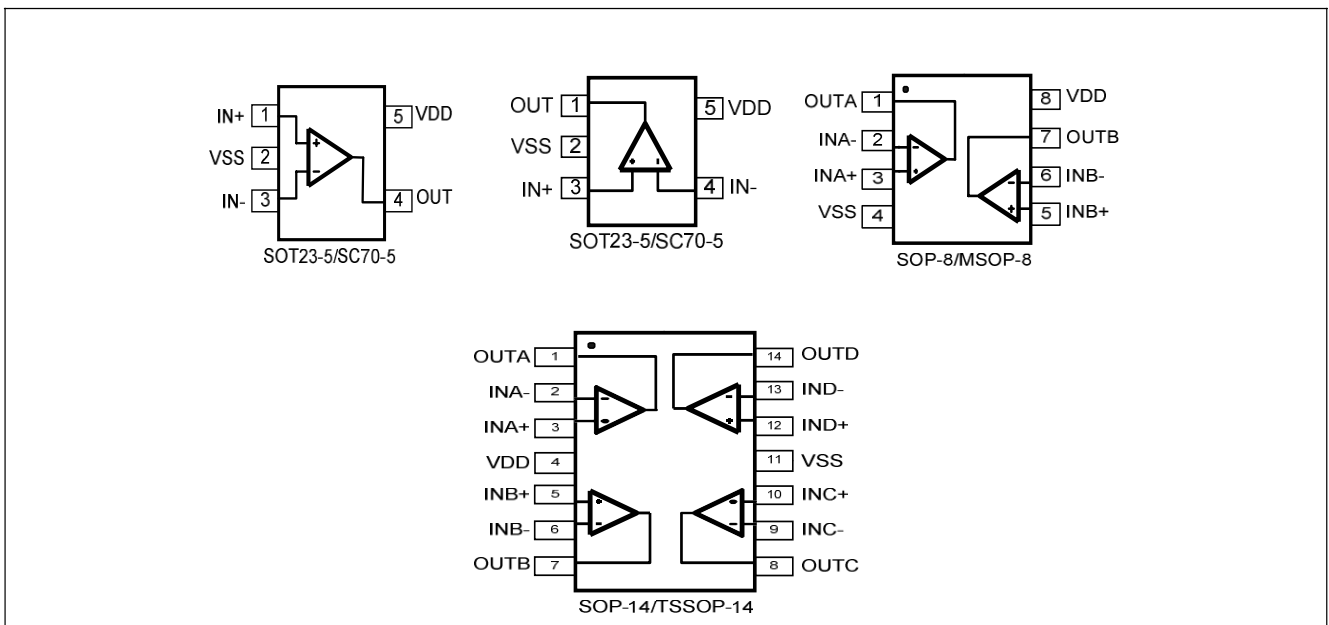 IN+ 1 5 VDD
VSS 2
IN- 3 4 OUT
SOT23-5/SC70-5
OUT 1 5 VDD
VSS 2
IN+ 3 4 IN-
SOT23-5/SC70-5
OUTA 1 8 VDD
INA- 2 7 OUTB
INA+ 3 6 INB-
VSS 4 5 INB+
SOP-8/MSOP-8
OUTA 1 14 OUTD
INA- 2 13 IND-
INA+ 3 12 IND+
VDD 4 11 VSS
INB+ 5 10 INC+
INB- 6 9 INC-
OUTB 7 8 OUTC
SOP-14/TSSOP-14